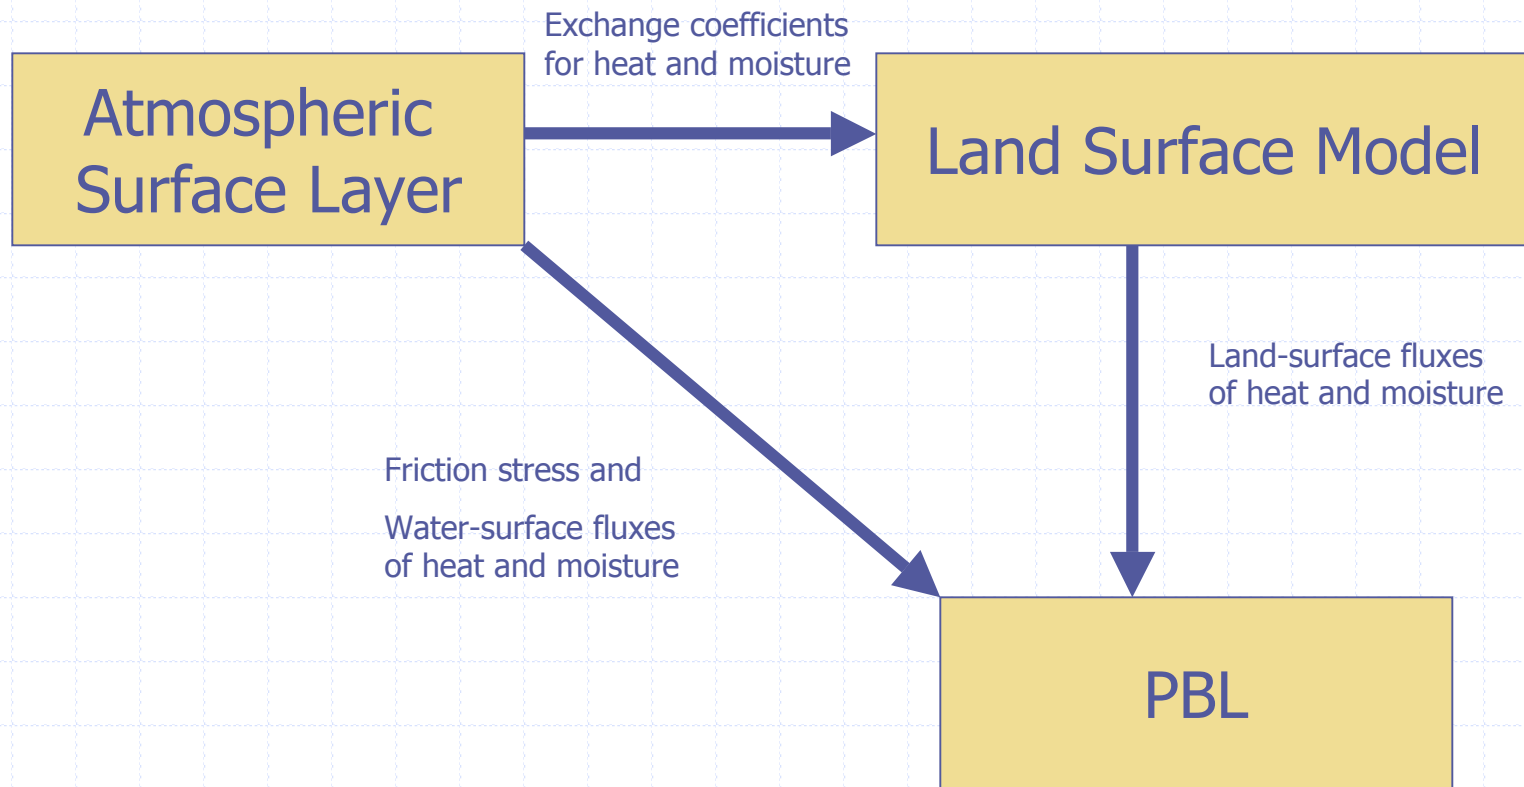 Exchange coefficients
for heat and moisture
Atmospheric
Surface Layer
Land Surface Model
Land-surface fluxes
of heat and moisture
Friction stress and
Water-surface fluxes
of heat and moisture
PBL